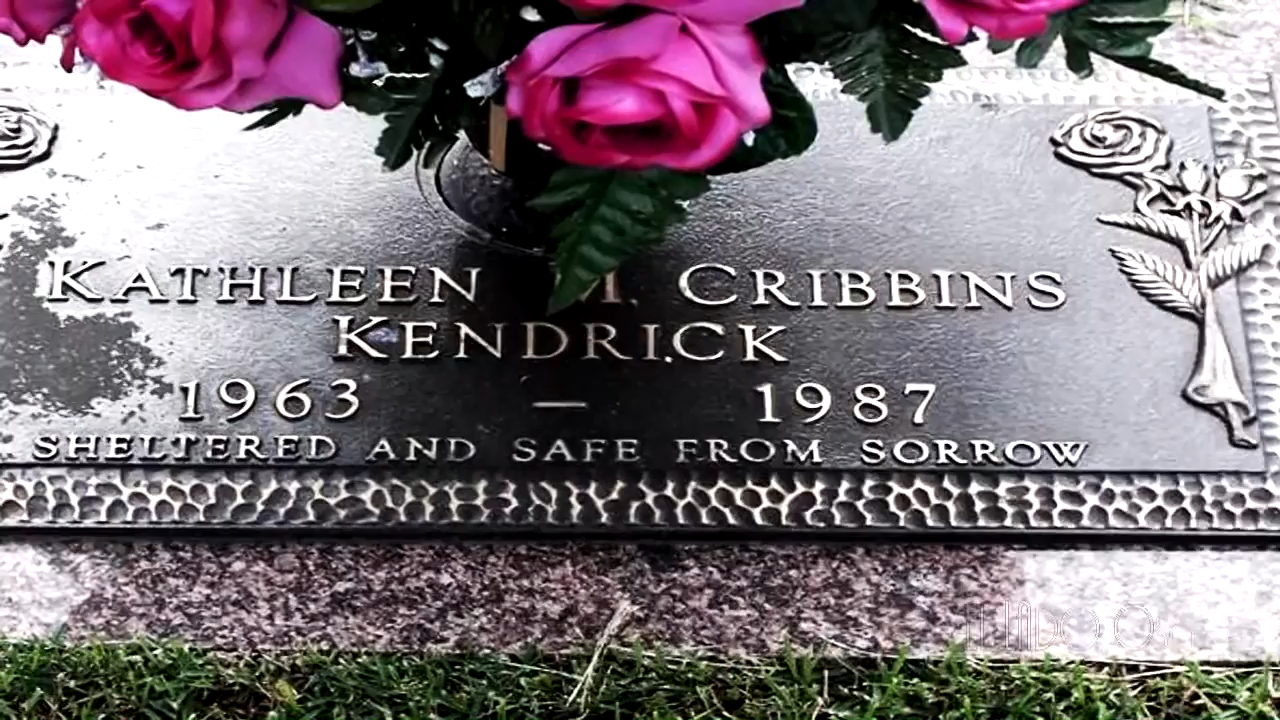 KATHLEEN M. CRIBBINS
KENDRICK
1963 — 1987
SHELTERED AND SAFE FROM SORROW